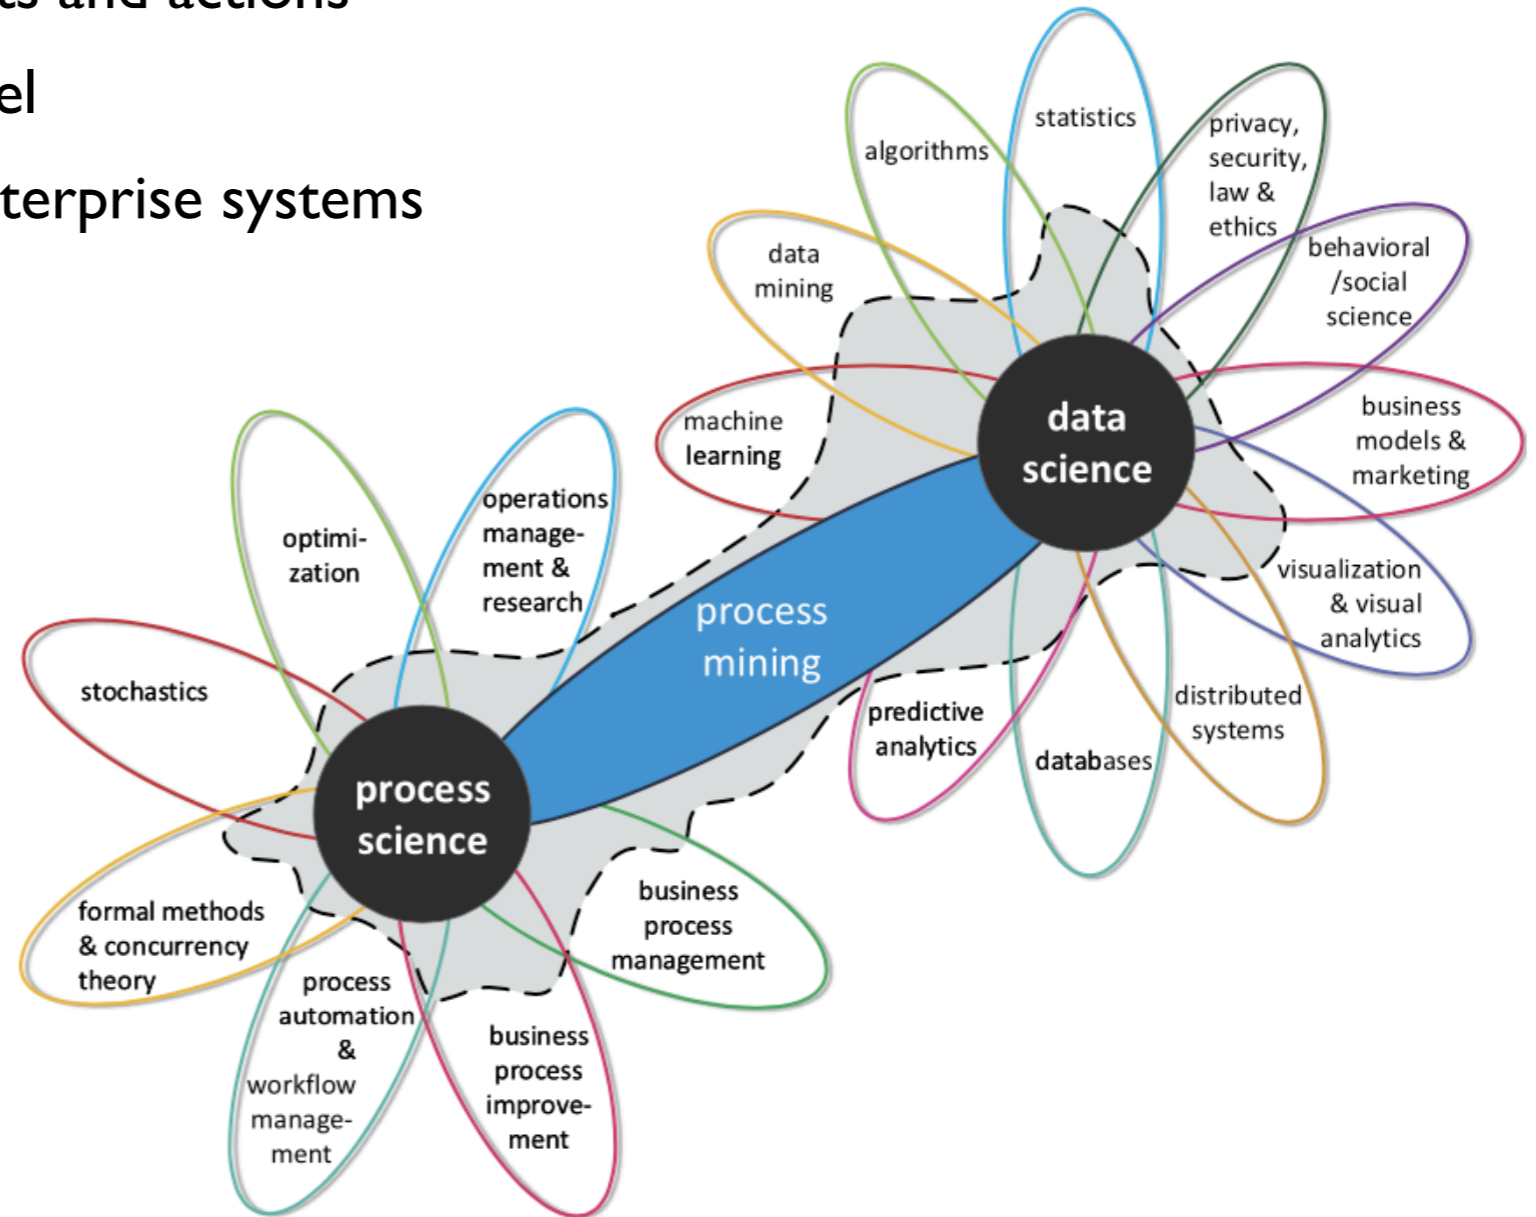 ts and actions
el
terprise systems
statistics
algorithms
privacy,
security,
law &
ethics
data
mining
behavioral
/social
science
machine
learning
data
science
business
models &
marketing
optimi-
zation
operations
manage-
ment &
research
visualization
& visual
analytics
process
mining
stochastics
predictive
analytics
distributed
systems
databases
process
science
formal methods
& concurrency
theory
business
process
management
process
automation
&
workflow
manage-
ment
business
process
improve-
ment